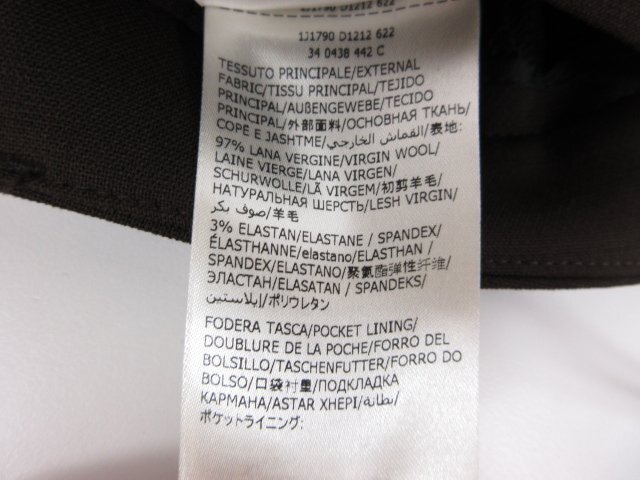 1J1790 D1212 622
1J1790 D1212 622
34 0438 442 C
TESSUTO PRINCIPALE/EXTERNAL
FABRIC/TISSU PRINCIPAL/TEJIDO
PRINCIPAL/AUßENGEWEBE/TECIDO
PRINCIPAL/外部面料/ОСНОВНАЯ ТКАНЬ/
COPE E JASHTME/القماش الخارجي/表地:
97% LANA VERGINE/VIRGIN WOOL/
LAINE VIERGE/LANA VIRGEN/
SCHURWOLLE/LÃ VIRGEM/初剪羊毛/
НАТУРАЛЬНАЯ ШЕРСТЬ/LESH VIRGIN/
صوف بكر/羊毛
3% ELASTAN/ELASTANE / SPANDEX/
ÉLASTHANNE/elastano/ELASTHAN/
SPANDEX/ELASTANO/聚氨酯弹性纤维/
ЭЛАСТАН/ELASATAN / SPANDEKS/
إيلاستين/ポリウレタン
FODERA TASCA/POCKET LINING/
DOUBLURE DE LA POCHE/FORRO DEL
BOLSILLO/TASCHENFUTTER/FORRO DO
BOLSO/口袋衬里/ПОДКЛАДКА
КАРМАНА/ASTAR XHEPI/بطانة/
ポケットライニング: